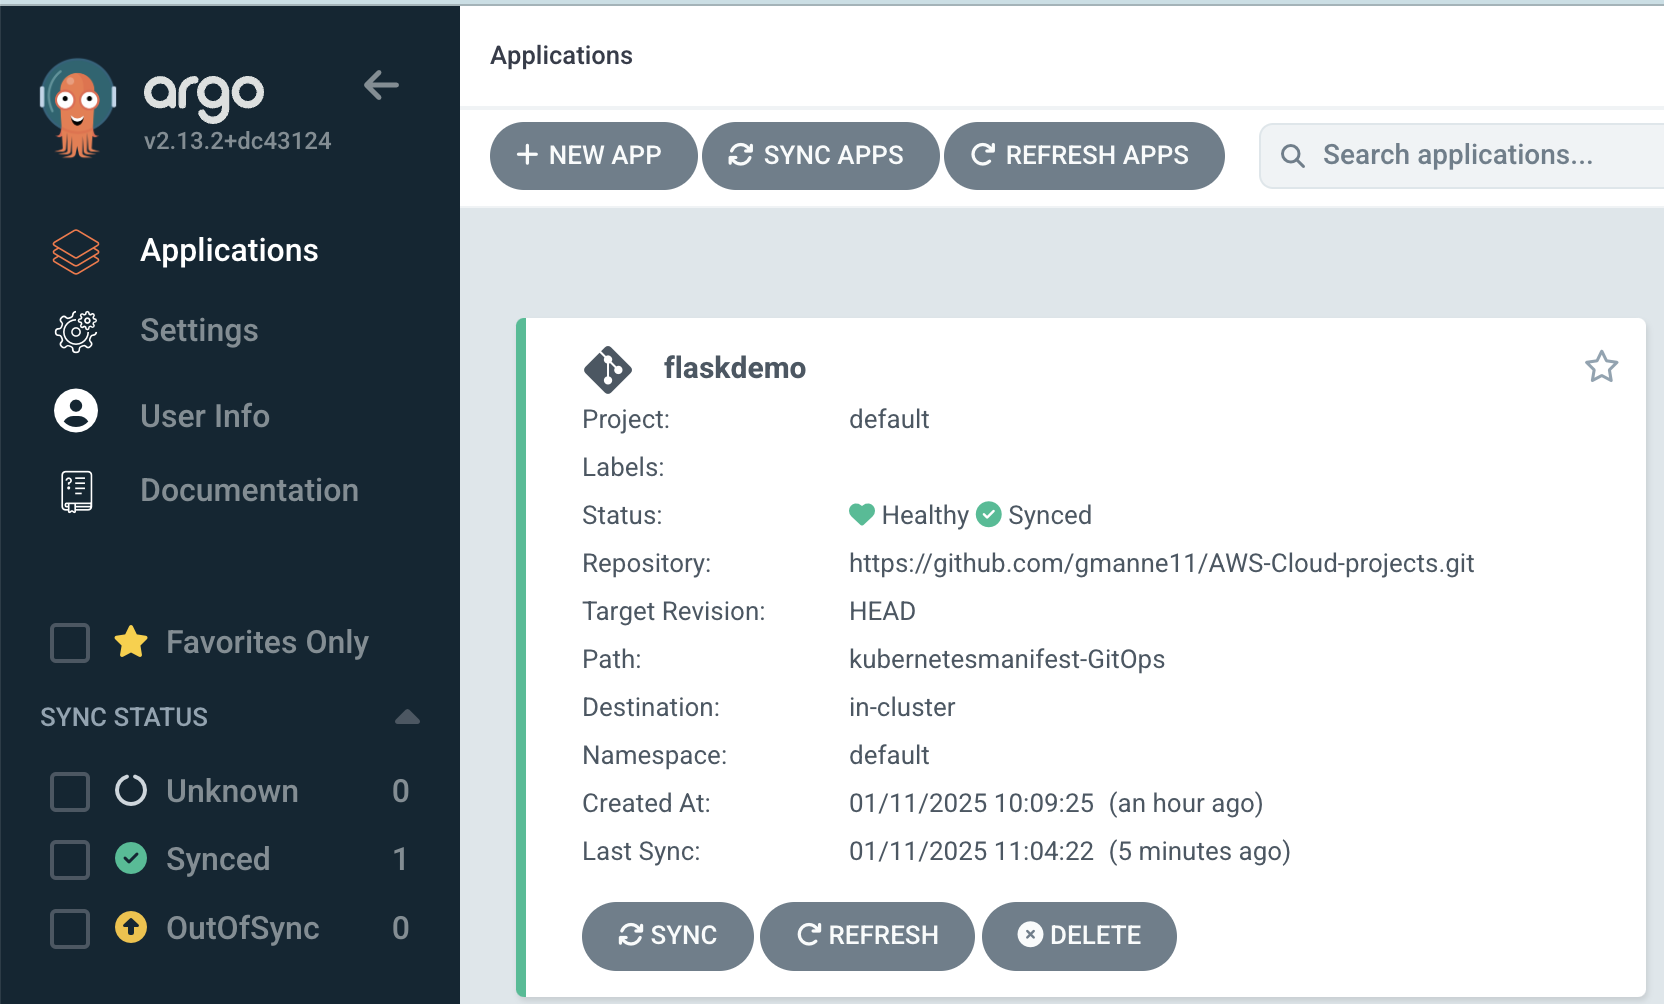 argo
v2.13.2+dc43124
Applications
Settings
User Info
Documentation
Favorites Only
SYNC STATUS
Unknown 0
Synced 1
OutOfSync 0
Applications
+ NEW APP SYNC APPS REFRESH APPS Search applications...
flaskdemo
Project: default
Labels:
Status: Healthy Synced
Repository: https://github.com/gmanne11/AWS-Cloud-projects.git
Target Revision: HEAD
Path: kubernetesmanifest-GitOps
Destination: in-cluster
Namespace: default
Created At: 01/11/2025 10:09:25 (an hour ago)
Last Sync: 01/11/2025 11:04:22 (5 minutes ago)
SYNC REFRESH DELETE